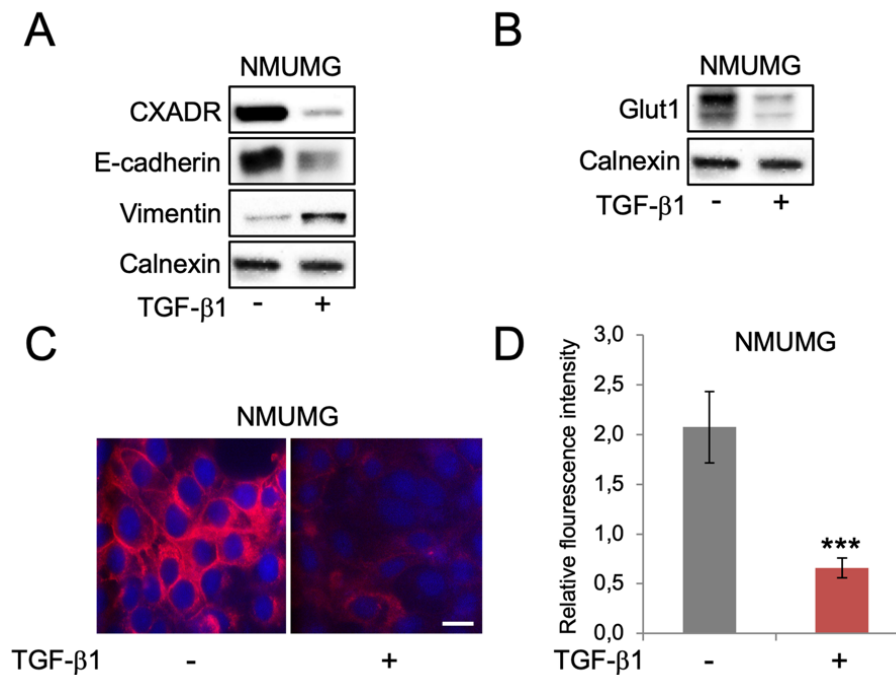 A
NMUMG
CXADR
E-cadherin
Vimentin
Calnexin
TGF-β1 - +
B
NMUMG
Glut1
Calnexin
TGF-β1 - +
C
NMUMG
TGF-β1 - +
D
NMUMG
Relative flourescence intensity
3,0
2,5
2,0
1,5
1,0
0,5
0,0
***
TGF-β1 - +